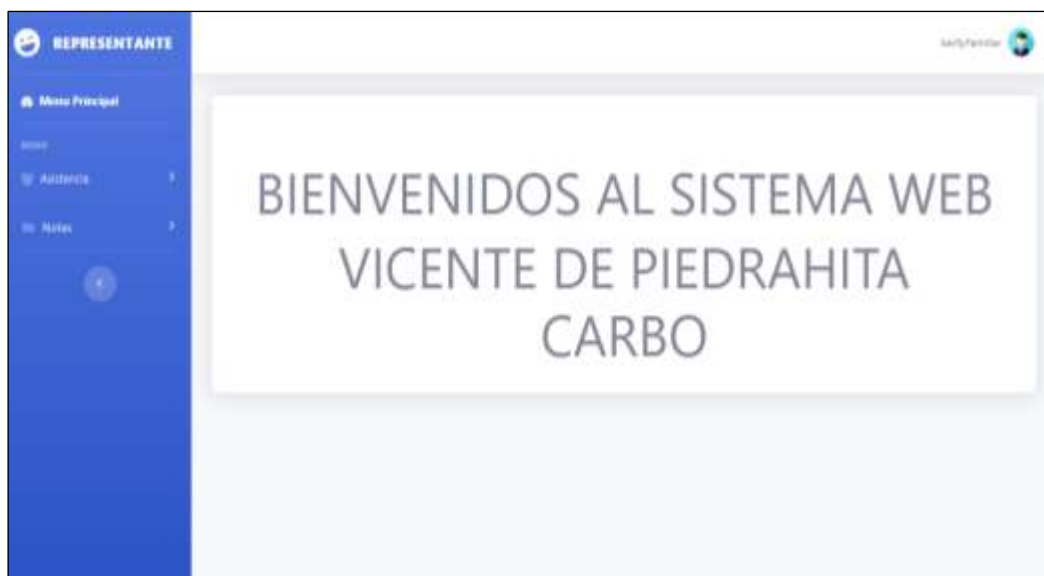 REPRESENTANTE
Menu Principal
Asistencia
Notas
BIENVENIDOS AL SISTEMA WEB
VICENTE DE PIEDRAHITA
CARBO